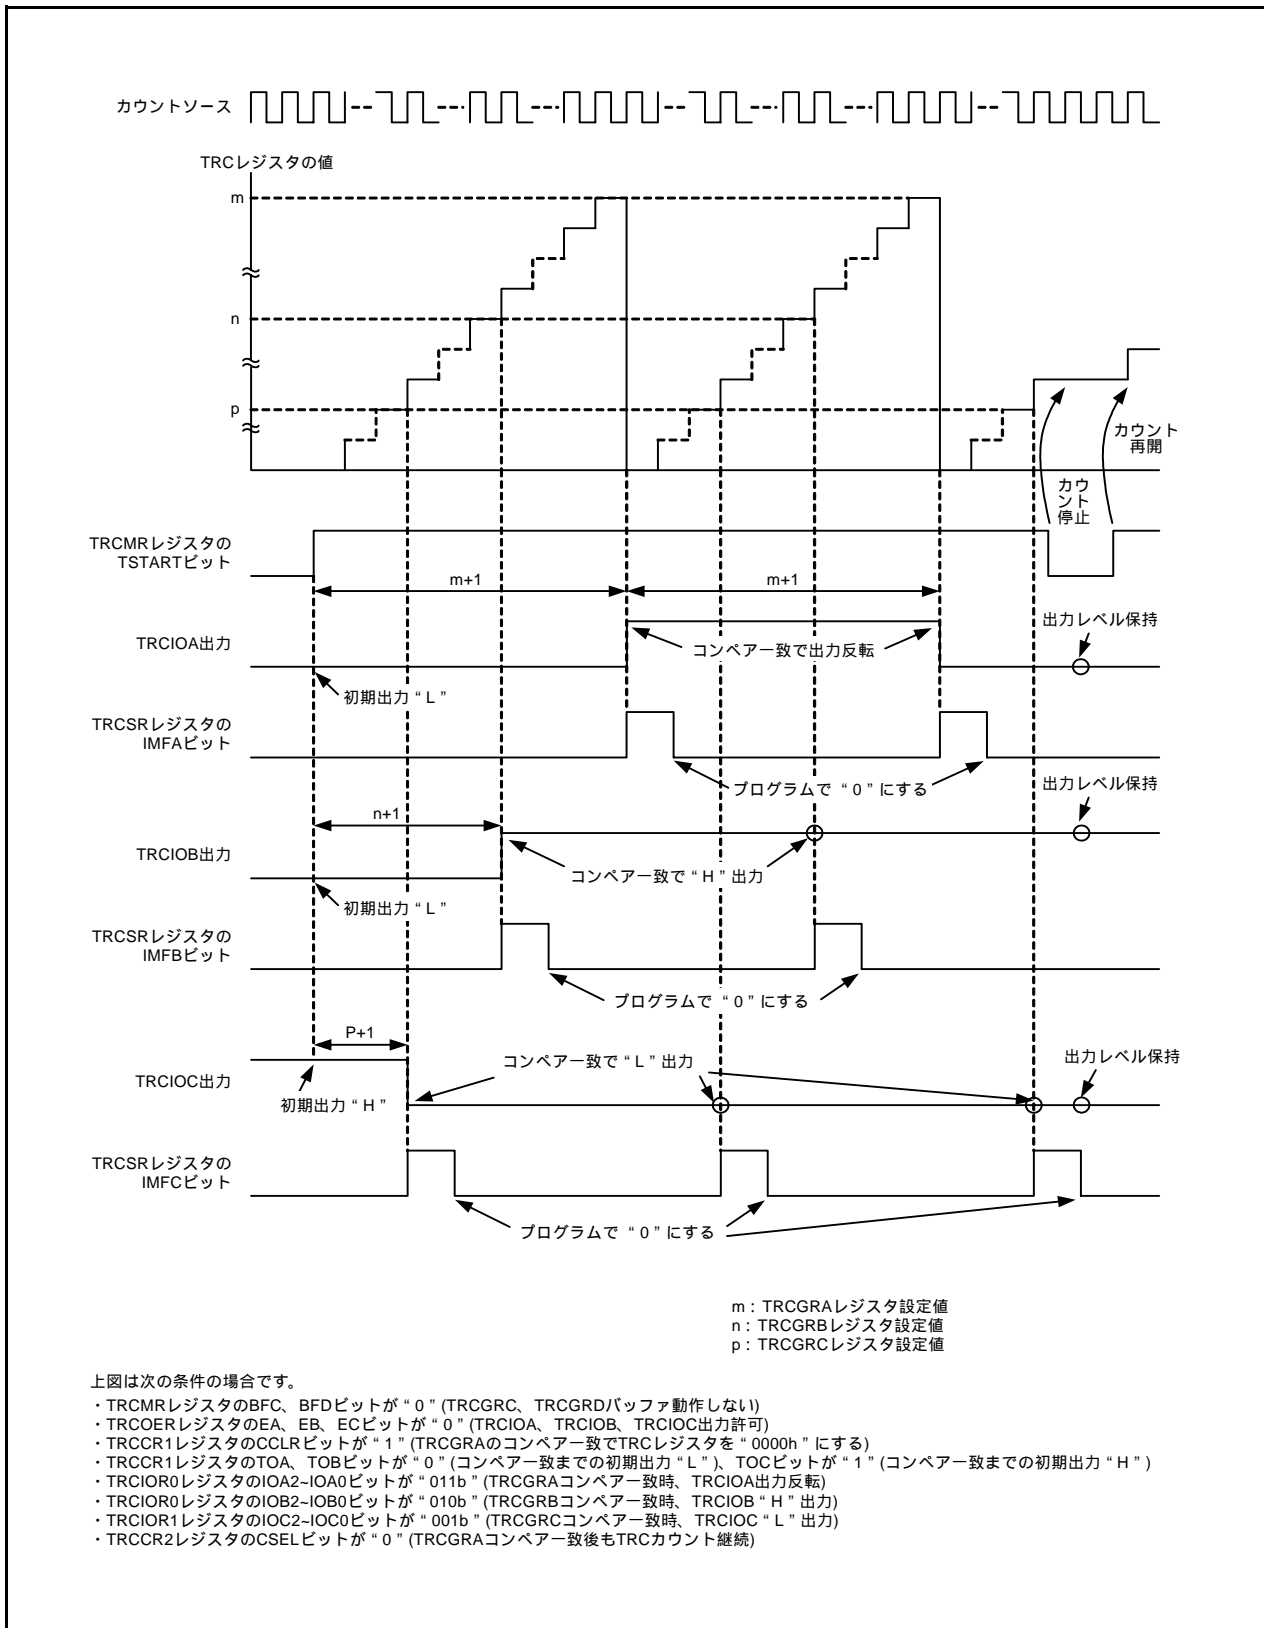 カウントソース
TRCレジスタの値
m
n
p
カウント
再開
カウ
ント
停止
TRCMRレジスタの
TSTARTビット
m+1
m+1
TRCIOA出力
コンペア一致で出力反転
出力レベル保持
初期出力 “ L ”
TRCSRレジスタの
IMFAビット
プログラムで “ 0 ” にする
出力レベル保持
n+1
TRCIOB出力
コンペア一致で “ H ” 出力
初期出力 “ L ”
TRCSRレジスタの
IMFBビット
プログラムで “ 0 ” にする
P+1
コンペア一致で “ L ” 出力
出力レベル保持
TRCIOC出力
初期出力 “ H ”
TRCSRレジスタの
IMFCビット
プログラムで “ 0 ” にする
m : TRCGRAレジスタ設定値
n : TRCGRBレジスタ設定値
p : TRCGRCレジスタ設定値
上図は次の条件の場合です。
・TRCMRレジスタのBFC、BFDビットが “ 0 ” (TRCGRC、TRCGRDバッファ動作しない)
・TRCOERレジスタのEA、EB、ECビットが “ 0 ” (TRCIOA、TRCIOB、TRCIOC出力許可)
・TRCCR1レジスタのCCLRビットが “ 1 ” (TRCGRAのコンペア一致でTRCレジスタを “ 0000h ” にする)
・TRCCR1レジスタのTOA、TOBビットが “ 0 ” (コンペア一致までの初期出力 “ L ” )、TOCビットが “ 1 ” (コンペア一致までの初期出力 “ H ” )
・TRCIOR0レジスタのIOA2~IOA0ビットが “ 011b ” (TRCGRAコンペア一致時、TRCIOA出力反転)
・TRCIOR0レジスタのIOB2~IOB0ビットが “ 010b ” (TRCGRBコンペア一致時、TRCIOB “ H ” 出力)
・TRCIOR1レジスタのIOC2~IOC0ビットが “ 001b ” (TRCGRCコンペア一致時、TRCIOC “ L ” 出力)
・TRCCR2レジスタのCSELビットが “ 0 ” (TRCGRAコンペア一致後もTRCカウント継続)